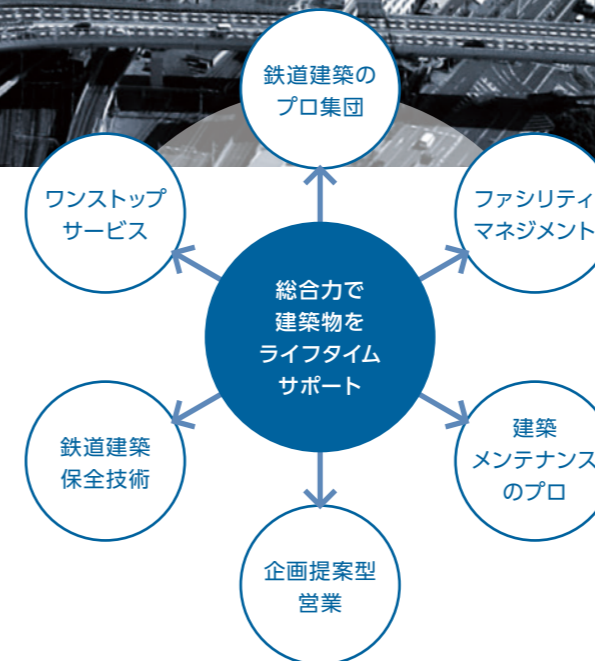 鉄道建築の
プロ集団
ワンストップ
サービス
ファシリティ
マネジメント
総合力で
建築物を
ライフタイム
サポート
鉄道建築
保全技術
建築
メンテナンス
のプロ
企画提案型
営業